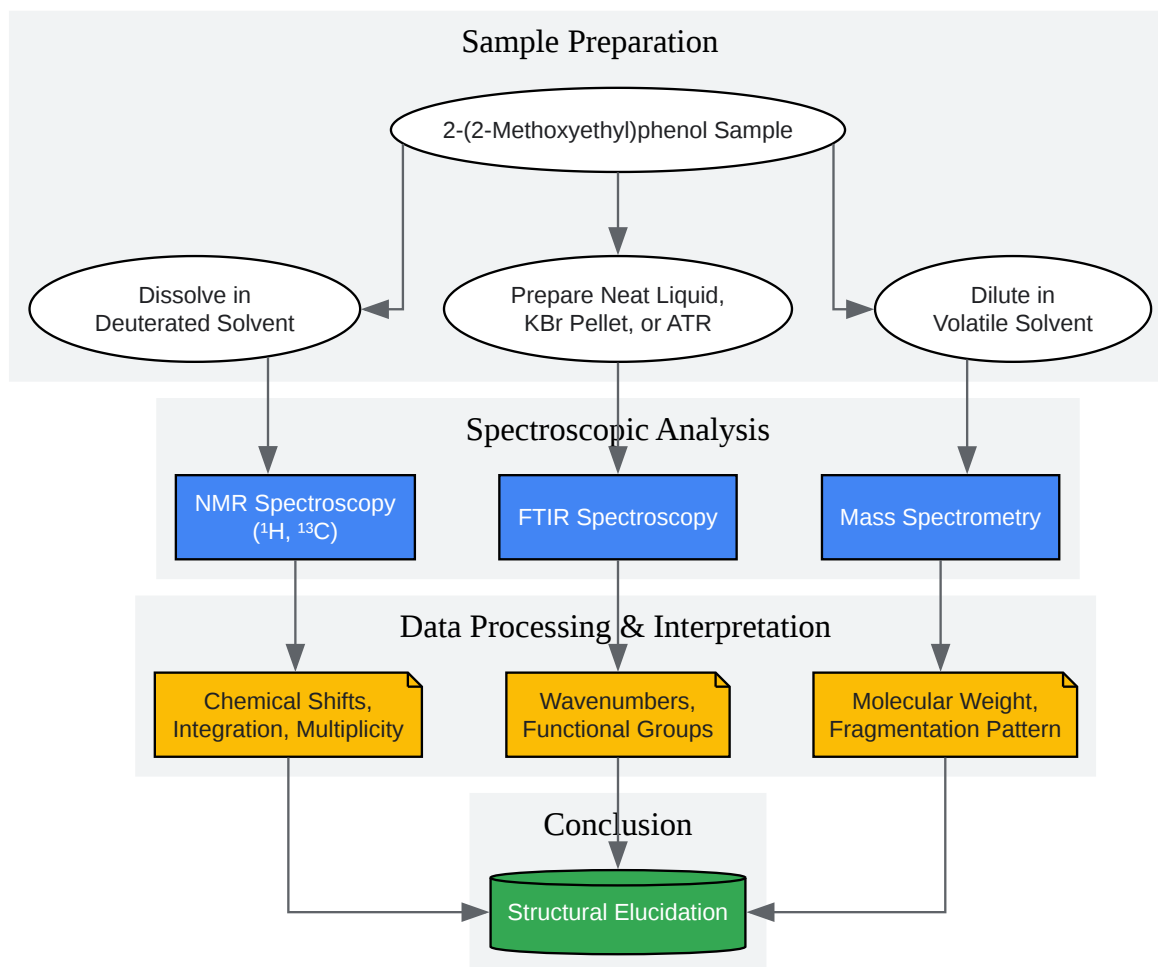 Sample Preparation
2-(2-Methoxyethyl)phenol Sample
Dissolve in
Deuterated Solvent
Prepare Neat Liquid,
KBr Pellet, or ATR
Dilute in
Volatile Solvent
Spectroscopic Analysis
NMR Spectroscopy
(¹H, ¹³C)
FTIR Spectroscopy
Mass Spectrometry
Data Processing & Interpretation
Chemical Shifts,
Integration, Multiplicity
Wavenumbers,
Functional Groups
Molecular Weight,
Fragmentation Pattern
Conclusion
Structural Elucidation